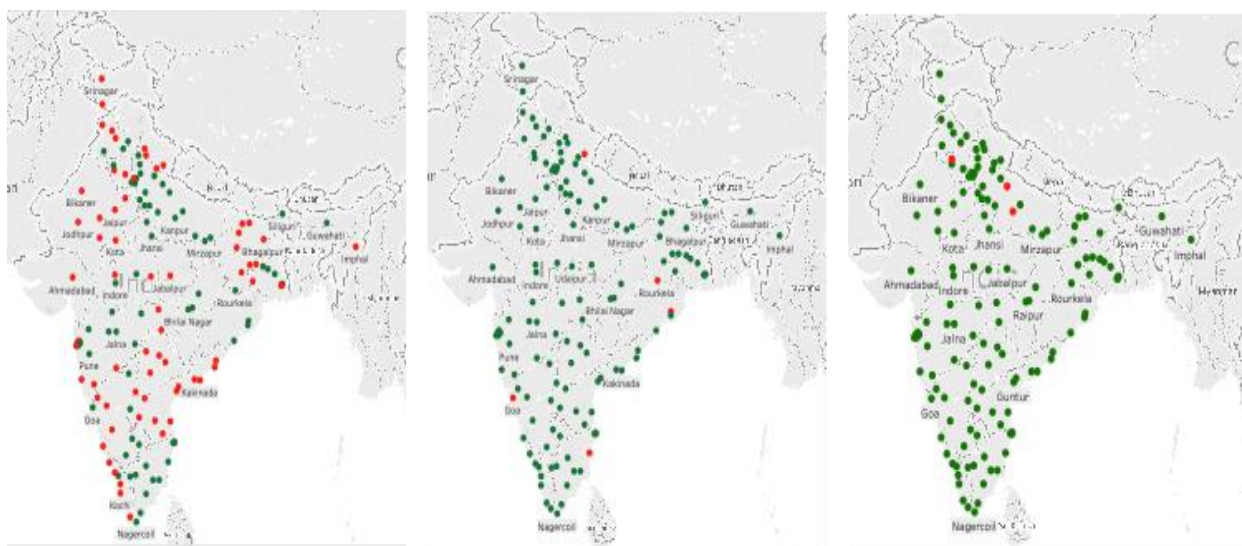 Srinagar
Bikaner
Jodhpur
Jaipur
Kanpur
Siliguri
Guwahati
Kota
Jhansi
Mirzapur
Bhagalpur
Imphal
Ahmadabad
Indore
Jabalpur
Rourkela
Bhilai Nagar
Jalna
Pune
Kakinada
Goa
Kochi
Nagercoil
Srinagar
Bikaner
Jodhpur
Jaipur
Kanpur
Siliguri
Guwahati
Kota
Jhansi
Mirzapur
Bhagalpur
Imphal
India
Ahmadabad
Indore
Udaipur
Rourkela
Bhilai Nagar
Jalna
Pune
Kakinada
Goa
Nagercoil
Bikaner
Guwahati
Kota
Jhansi
Mirzapur
Imphal
Ahmadabad
Indore
Jabalpur
Rourkela
Raipur
Jalna
Guntur
Goa
Nagercoil